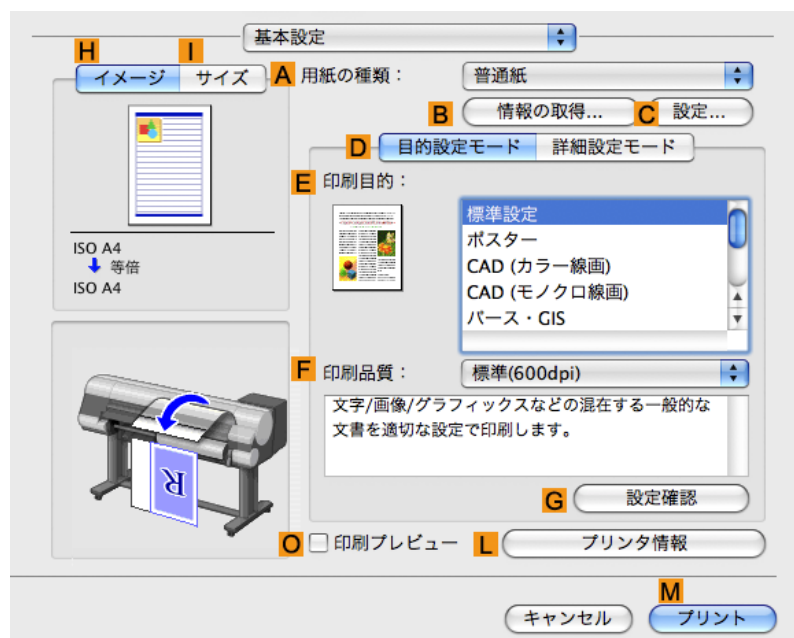 基本設定
H
I
イメージ サイズ
A 用紙の種類： 普通紙
B 情報の取得... C 設定...
D 目的設定モード 詳細設定モード
E 印刷目的：
標準設定
ポスター
CAD (カラー線画)
CAD (モノクロ線画)
パース・GIS
ISO A4
等倍
ISO A4
F 印刷品質： 標準(600dpi)
文字/画像/グラフィックスなどの混在する一般的な
文書を適切な設定で印刷します。
R
G 設定確認
O 印刷プレビュー L プリンタ情報
M
キャンセル プリント